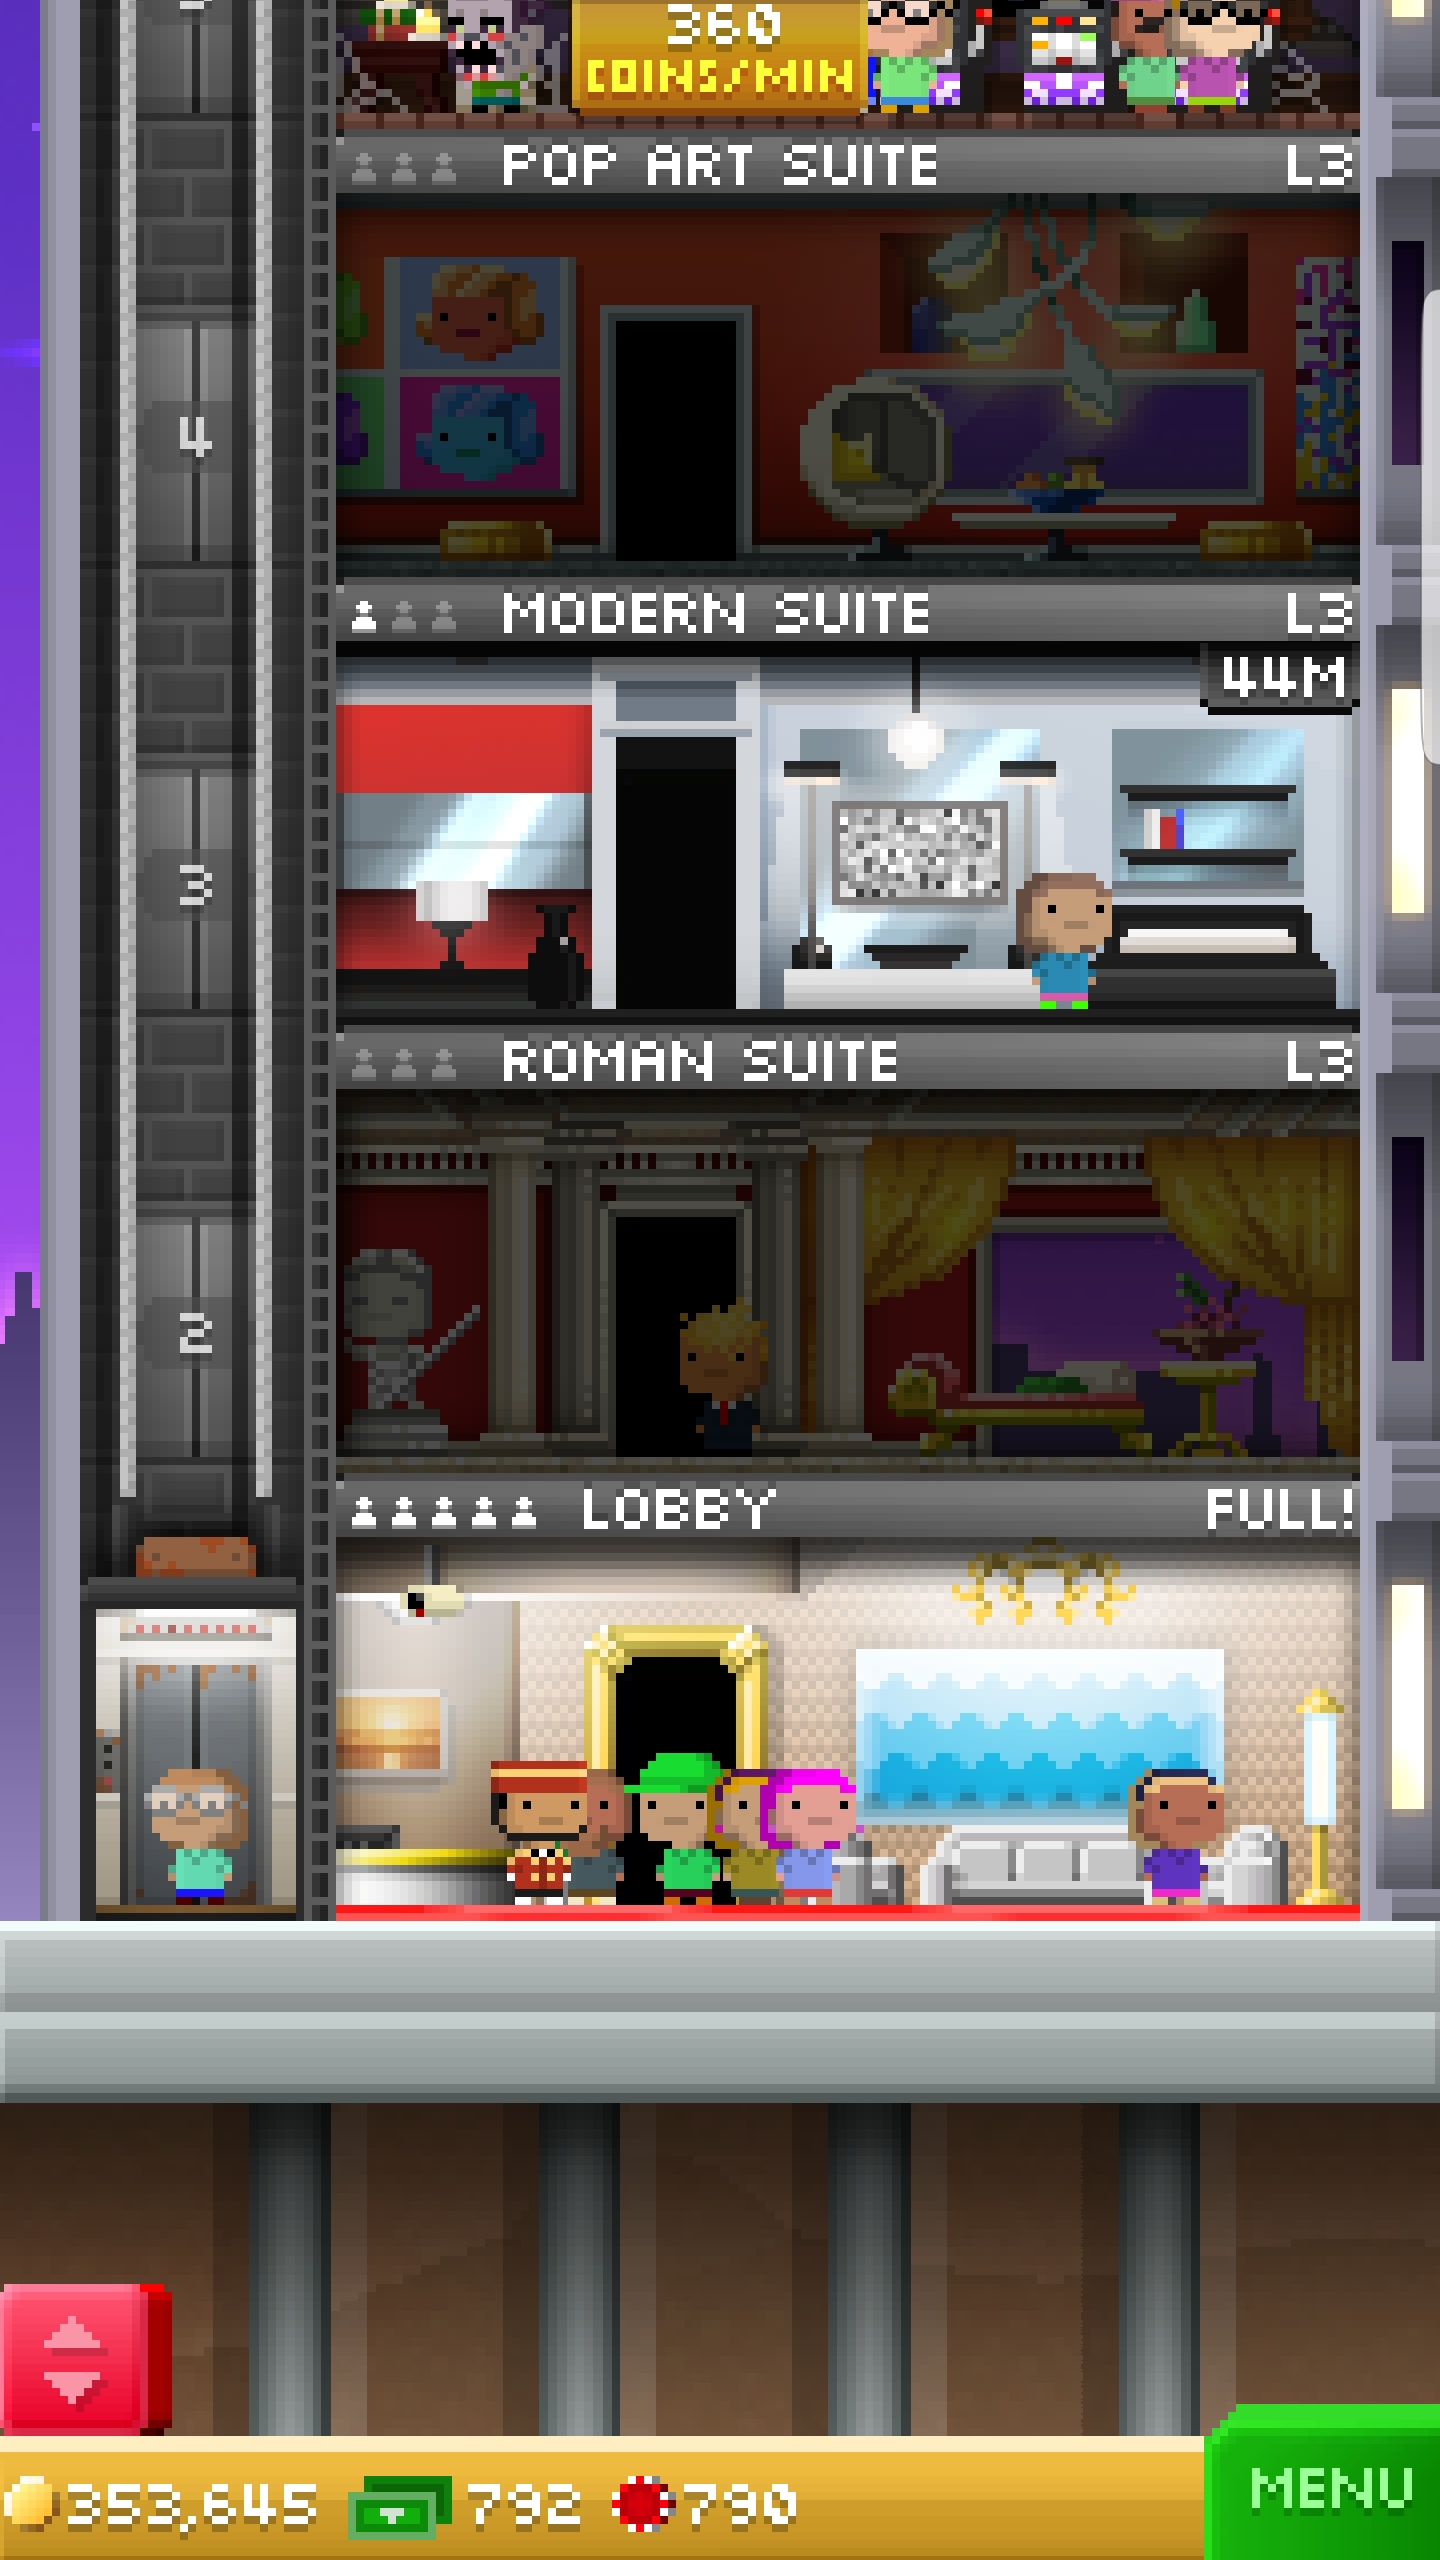 360
COINS/MIN
POP ART SUITE L3
4
MODERN SUITE L3
44M
3
ROMAN SUITE L3
2
LOBBY FULL!
353,645 792 790
MENU